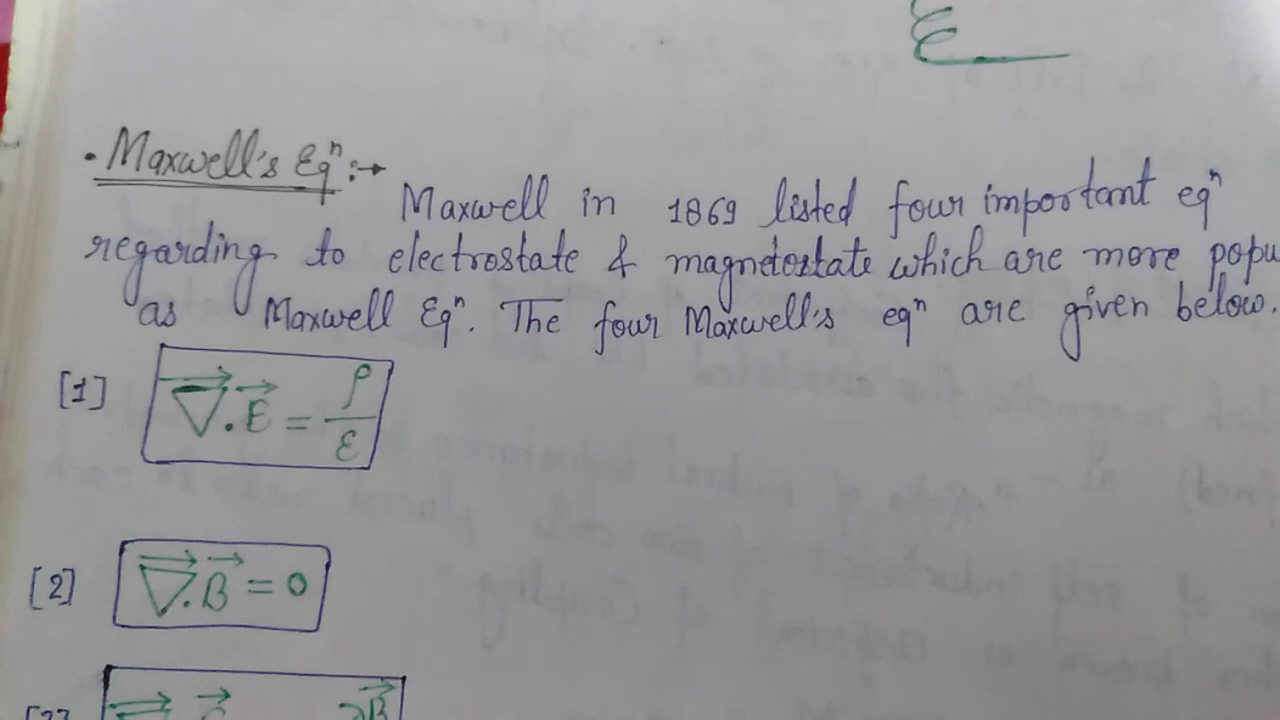 • Maxwell's Eqⁿ :→
Maxwell in 1869 listed four important eqⁿ
regarding to electrostate & magnetostate which are more popu
as Maxwell Eqⁿ. The four Maxwell's eqⁿ are given below.
[1] ∇⃗.E⃗ = ρ/ε
[2] ∇⃗.B⃗ = 0
∂B⃗